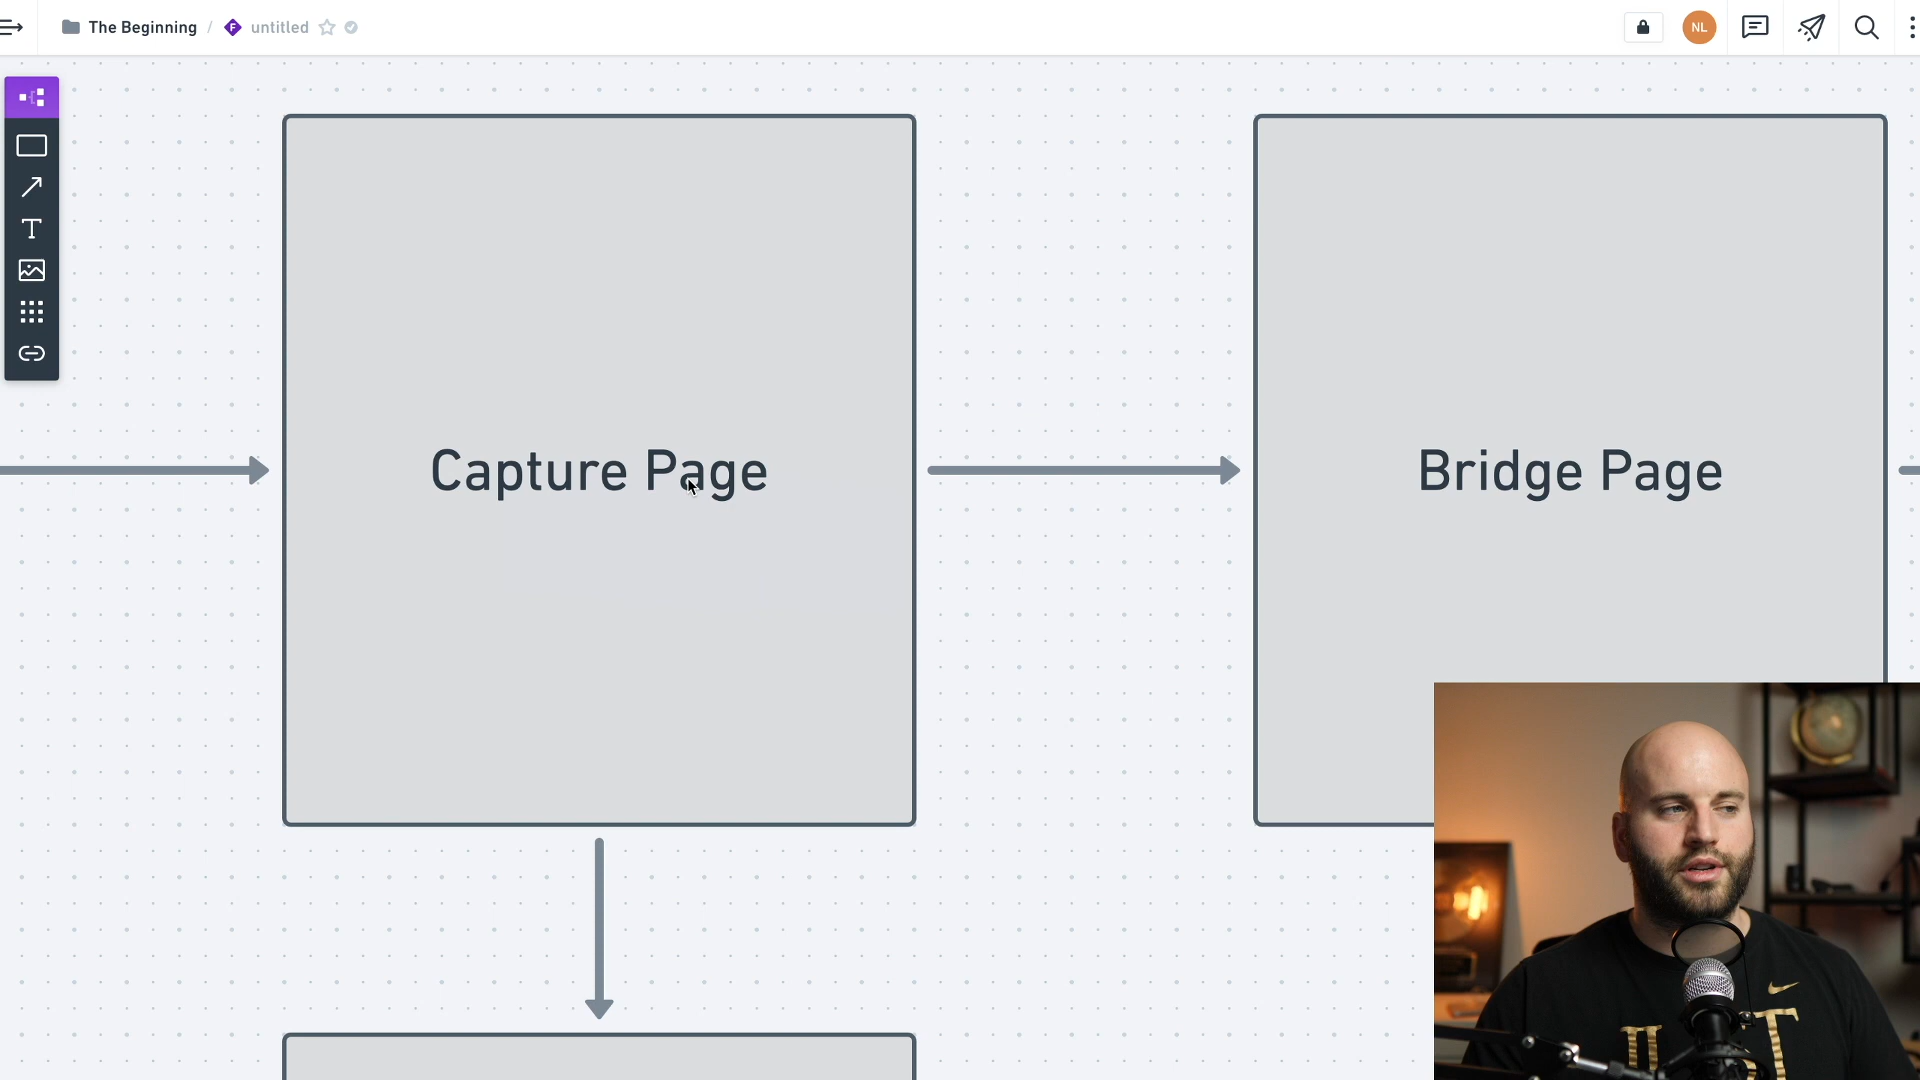 The Beginning / untitled
NL
T
Capture Page
Bridge Page